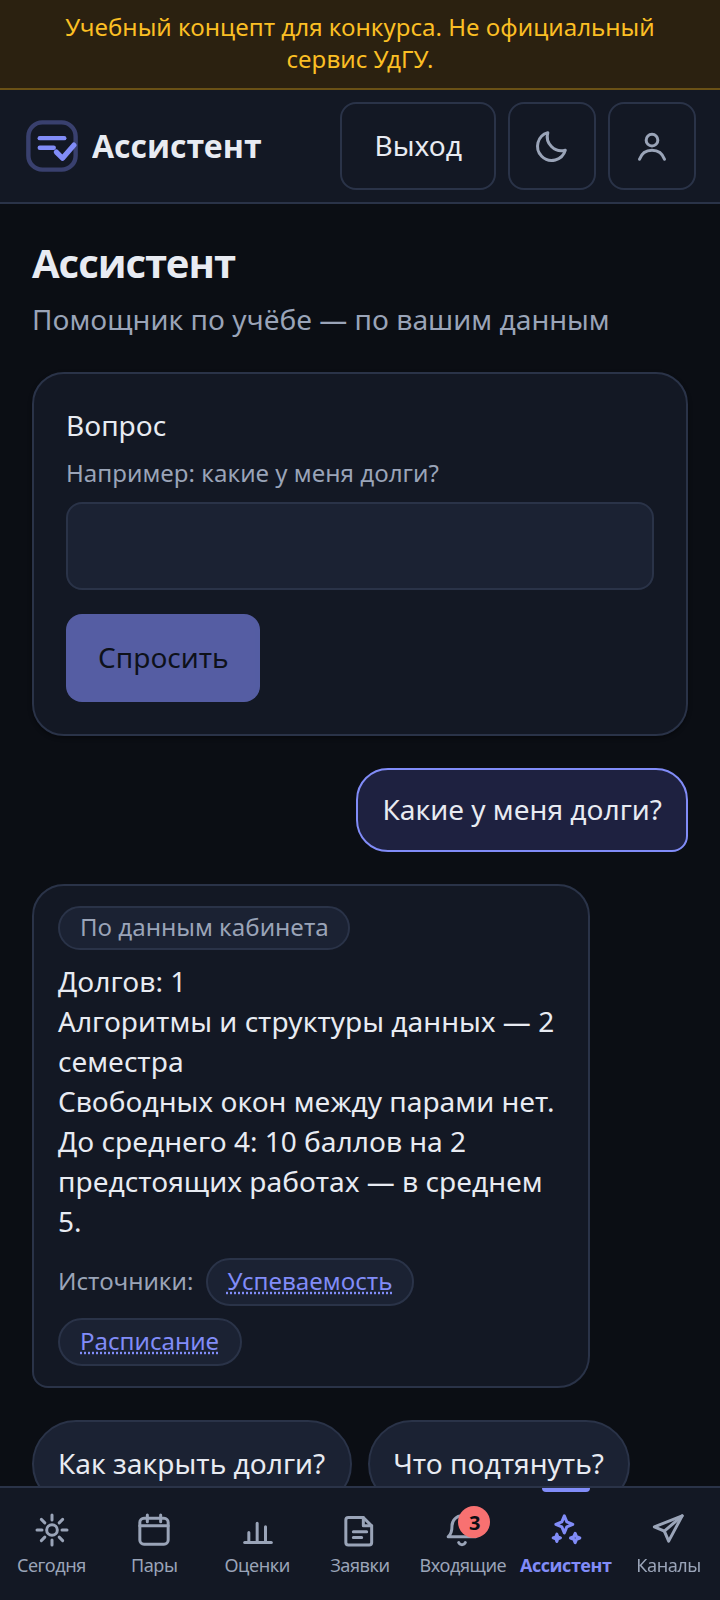 Учебный концепт для конкурса. Не официальный
сервис УдГУ.
Ассистент
Выход
Ассистент
Помощник по учёбе — по вашим данным
Вопрос
Например: какие у меня долги?
Спросить
Какие у меня долги?
По данным кабинета
Долгов: 1
Алгоритмы и структуры данных — 2
семестра
Свободных окон между парами нет.
До среднего 4: 10 баллов на 2
предстоящих работах — в среднем
5.
Источники: Успеваемость
Расписание
Как закрыть долги? Что подтянуть?
3
Сегодня Пары Оценки Заявки Входящие Ассистент Каналы